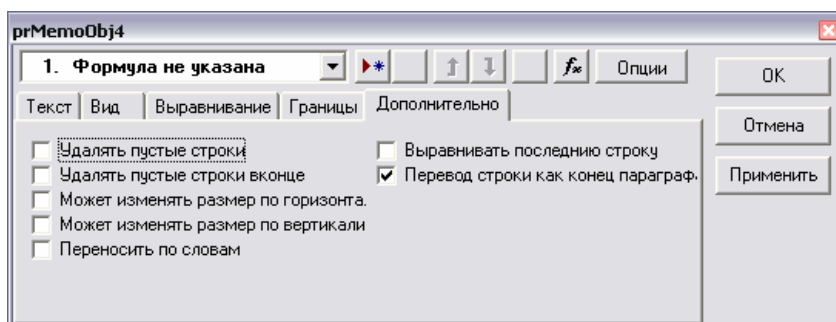 prMemoObj4
1. Формула не указана
Опции
OK
Текст Вид Выравнивание Границы Дополнительно
Отмена
Удалять пустые строки
Выравнивать последнию строку
Удалять пустые строки вконце
Перевод строки как конец параграф
Применить
Может изменять размер по горизонта.
Может изменять размер по вертикали
Переносить по словам